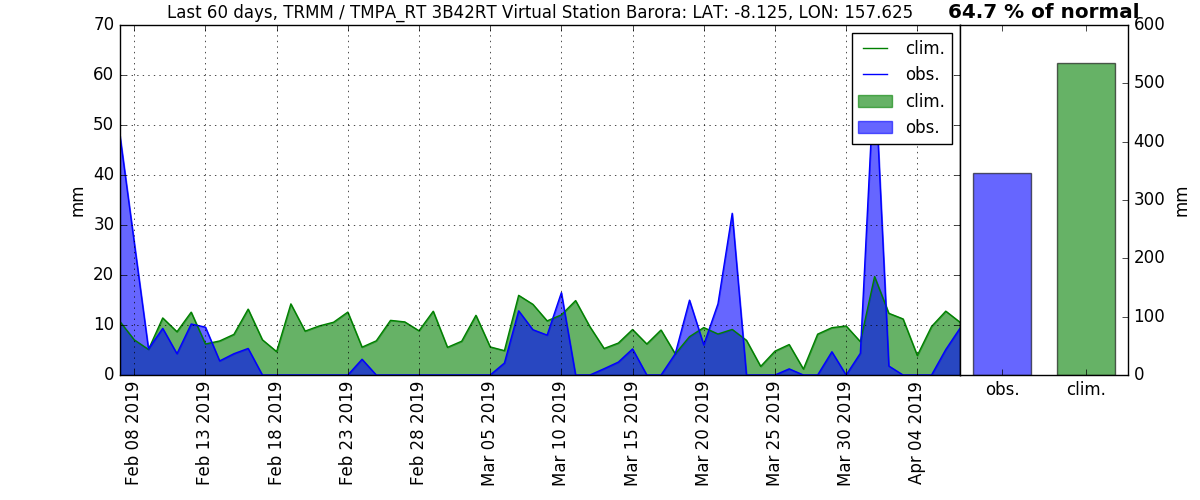 Last 60 days, TRMM / TMPA_RT 3B42RT Virtual Station Barora: LAT: -8.125, LON: 157.625
64.7 % of normal
70
60
50
40
30
20
10
0
mm
clim.
obs.
clim.
obs.
600
500
400
300
200
100
0
mm
obs.
clim.
Feb 08 2019
Feb 13 2019
Feb 18 2019
Feb 23 2019
Feb 28 2019
Mar 05 2019
Mar 10 2019
Mar 15 2019
Mar 20 2019
Mar 25 2019
Mar 30 2019
Apr 04 2019